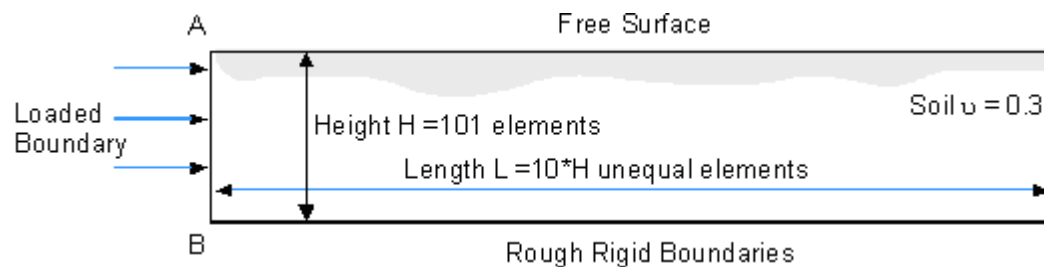 A
Free Surface
Loaded
Boundary
Height H =101 elements
Soil υ = 0.3
Length L =10*H unequal elements
B
Rough Rigid Boundaries